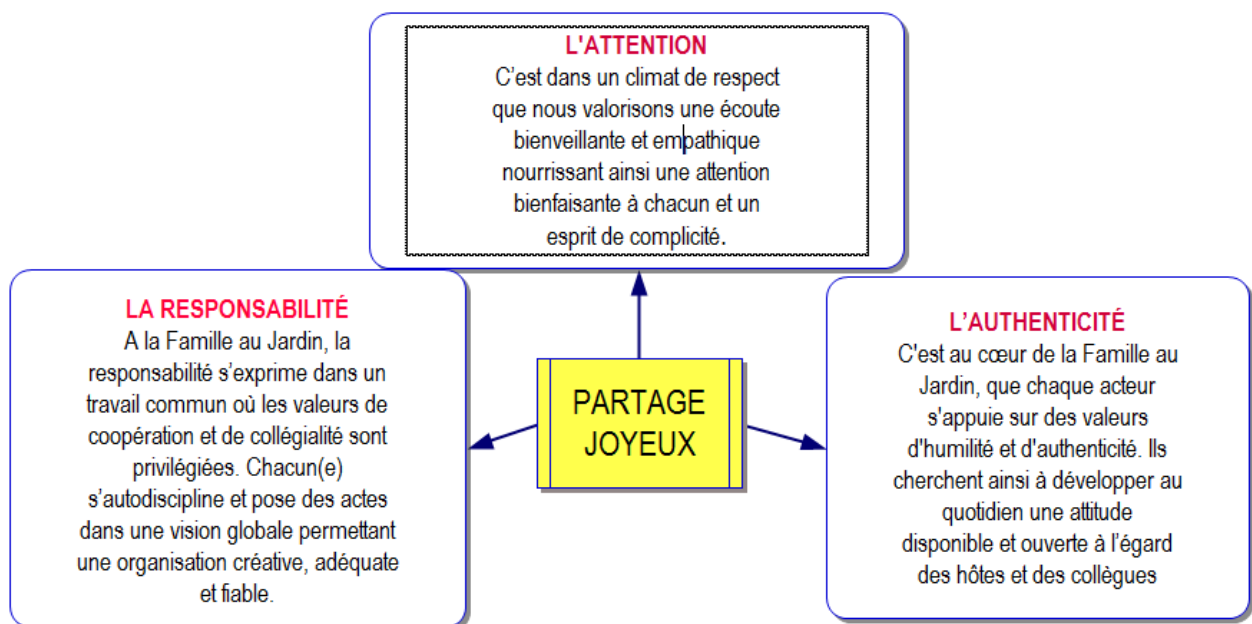 L'ATTENTION
C'est dans un climat de respect
que nous valorisons une écoute
bienveillante et empathique
nourrissant ainsi une attention
bienfaisante à chacun et un
esprit de complicité.
LA RESPONSABILITÉ
A la Famille au Jardin, la
responsabilité s'exprime dans un
travail commun où les valeurs de
coopération et de collégialité sont
privilégiées. Chacun(e)
s'autodiscipline et pose des actes
dans une vision globale permettant
une organisation créative, adéquate
et fiable.
PARTAGE
JOYEUX
L'AUTHENTICITÉ
C'est au cœur de la Famille au
Jardin, que chaque acteur
s'appuie sur des valeurs
d'humilité et d'authenticité. Ils
cherchent ainsi à développer au
quotidien une attitude
disponible et ouverte à l'égard
des hôtes et des collègues